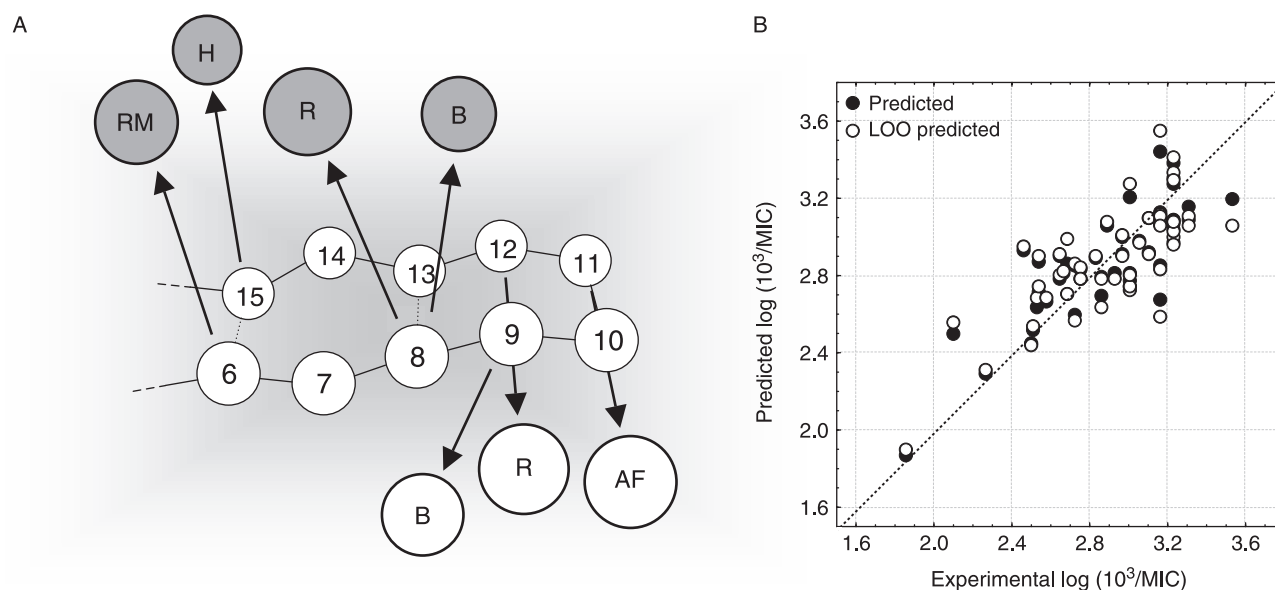 A
B
H
RM
R
B
14
12
13
11
15
9
10
8
6
7
R
AF
B
Predicted
LOO predicted
3.6
3.2
2.8
2.4
2.0
1.6
Predicted log (10³/MIC)
1.6 2.0 2.4 2.8 3.2 3.6
Experimental log (10³/MIC)